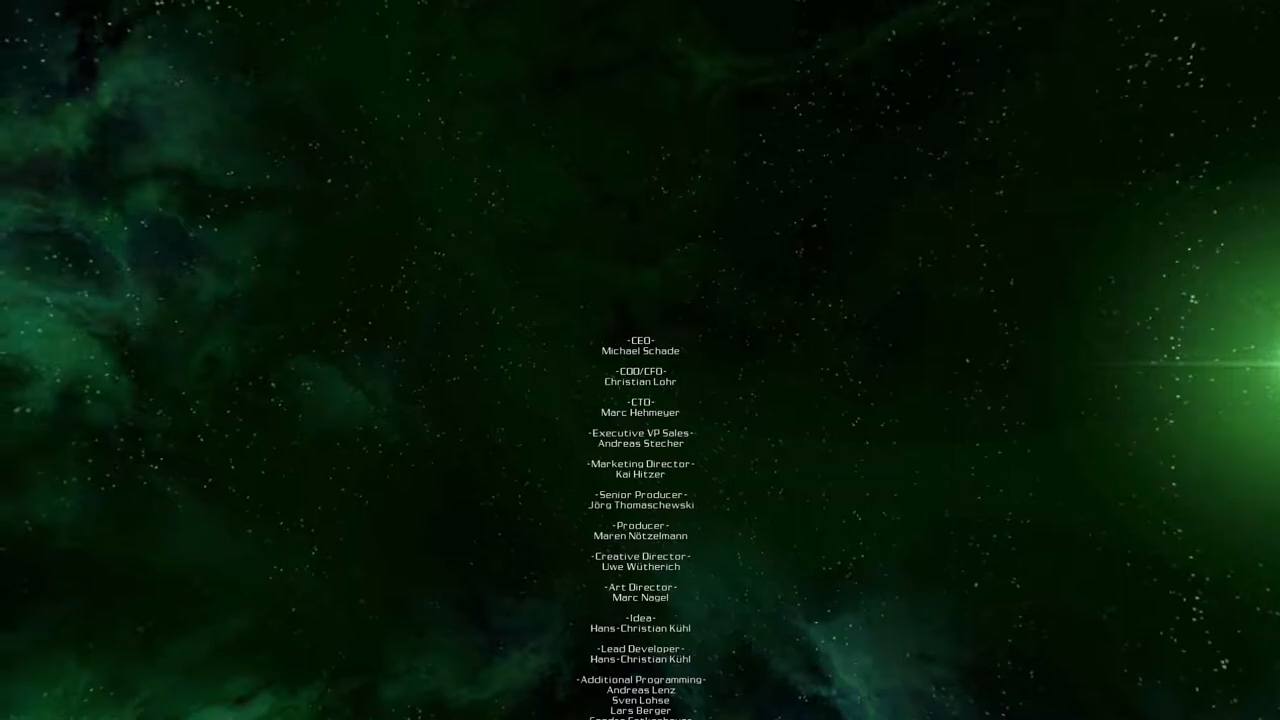 -CEO-
Michael Schade
-COO/CFO-
Christian Lohr
-CTO-
Marc Hehmeyer
-Executive VP Sales-
Andreas Stecher
-Marketing Director-
Kai Hitzer
-Senior Producer-
Jörg Thomaschewski
-Producer-
Maren Nötzelmann
-Creative Director-
Uwe Wütherich
-Art Director-
Marc Nagel
-Idea-
Hans-Christian Kühl
-Lead Developer-
Hans-Christian Kühl
-Additional Programming-
Andreas Lenz
Sven Lohse
Lars Berger